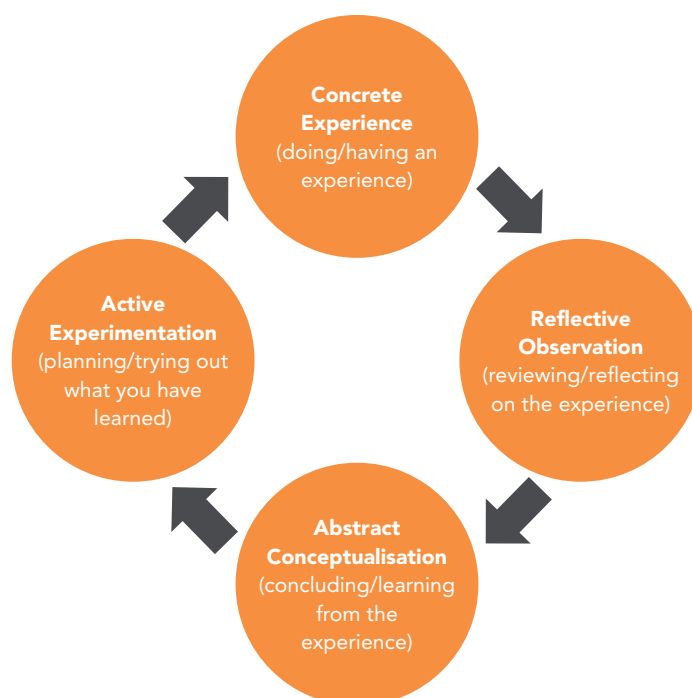 Concrete
Experience
(doing/having an
experience)
Reflective
Observation
(reviewing/reflecting
on the experience)
Abstract
Conceptualisation
(concluding/learning
from the
experience)
Active
Experimentation
(planning/trying out
what you have
learned)